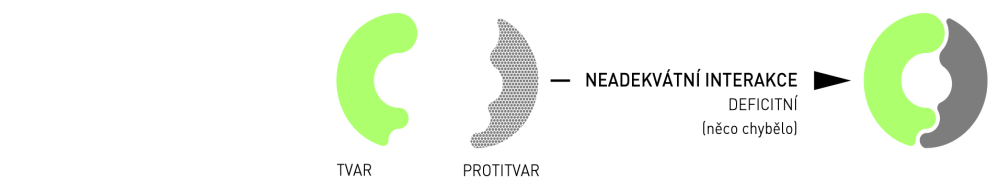 NEADEKVÁTNÍ INTERAKCE
DEFICITNÍ
(něco chybělo)
TVAR
PROTITVAR